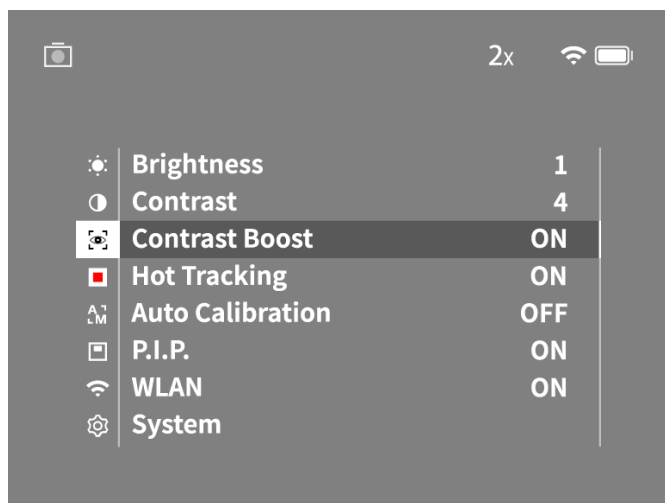 2x
Brightness 1
Contrast 4
Contrast Boost ON
Hot Tracking ON
A M Auto Calibration OFF
P.I.P. ON
WLAN ON
System